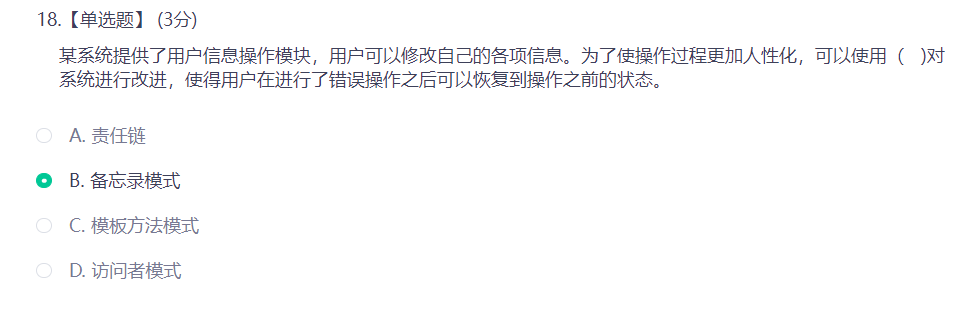 18.【单选题】 (3分)
某系统提供了用户信息操作模块，用户可以修改自己的各项信息。为了使操作过程更加人性化，可以使用（ )对
系统进行改进，使得用户在进行了错误操作之后可以恢复到操作之前的状态。
A. 责任链
B. 备忘录模式
C. 模板方法模式
D. 访问者模式